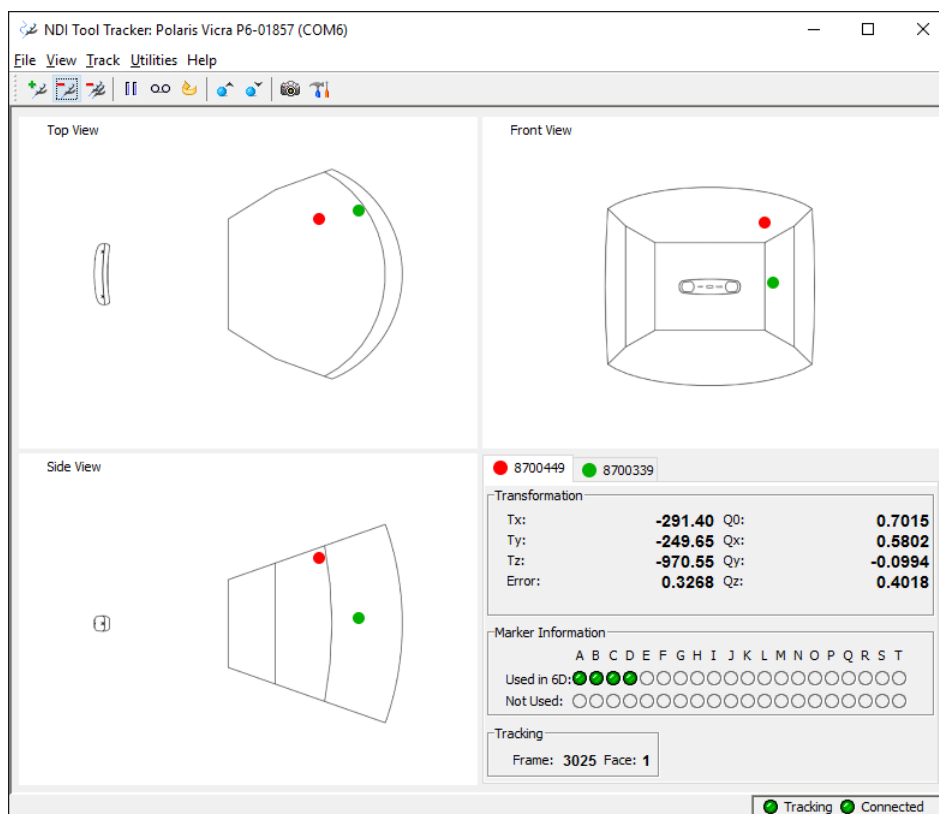 NDI Tool Tracker: Polaris Vicra P6-01857 (COM6)
File View Track Utilities Help
Top View
Front View
Side View
8700449 8700339
Transformation
Tx: -291.40 Q0: 0.7015
Ty: -249.65 Qx: 0.5802
Tz: -970.55 Qy: -0.0994
Error: 0.3268 Qz: 0.4018
Marker Information
A B C D E F G H I J K L M N O P Q R S T
Used in 6D:
Not Used:
Tracking
Frame: 3025 Face: 1
Tracking Connected